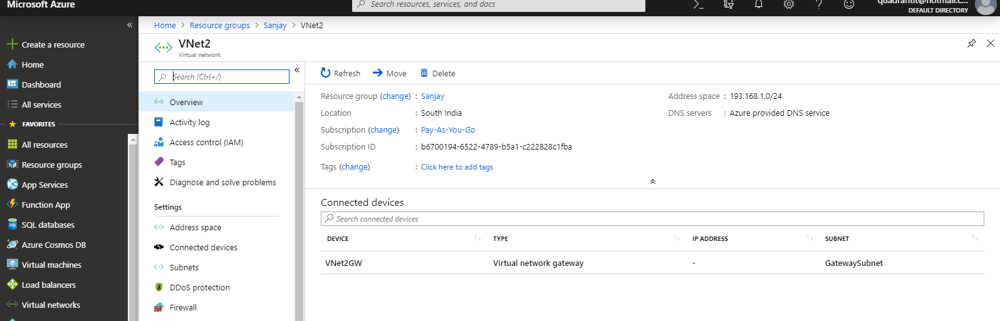 Microsoft Azure
Search resources, services, and docs
DEFAULT DIRECTORY
Create a resource
Home
Dashboard
All services
FAVORITES
All resources
Resource groups
App Services
Function App
SQL databases
Azure Cosmos DB
Virtual machines
Load balancers
Virtual networks
Home > Resource groups > Sanjay > VNet2
VNet2
Virtual network
Search (Ctrl+/)
Overview
Activity log
Access control (IAM)
Tags
Diagnose and solve problems
Settings
Address space
Connected devices
Subnets
DDoS protection
Firewall
Refresh Move Delete
Resource group (change) : Sanjay
Location : South India
Subscription (change) : Pay-As-You-Go
Subscription ID : b6700194-6522-4789-b5a1-c222828c1fba
Tags (change) : Click here to add tags
Address space : 193.168.1.0/24
DNS servers : Azure provided DNS service
Connected devices
Search connected devices
DEVICE TYPE IP ADDRESS SUBNET
VNet2GW Virtual network gateway - GatewaySubnet